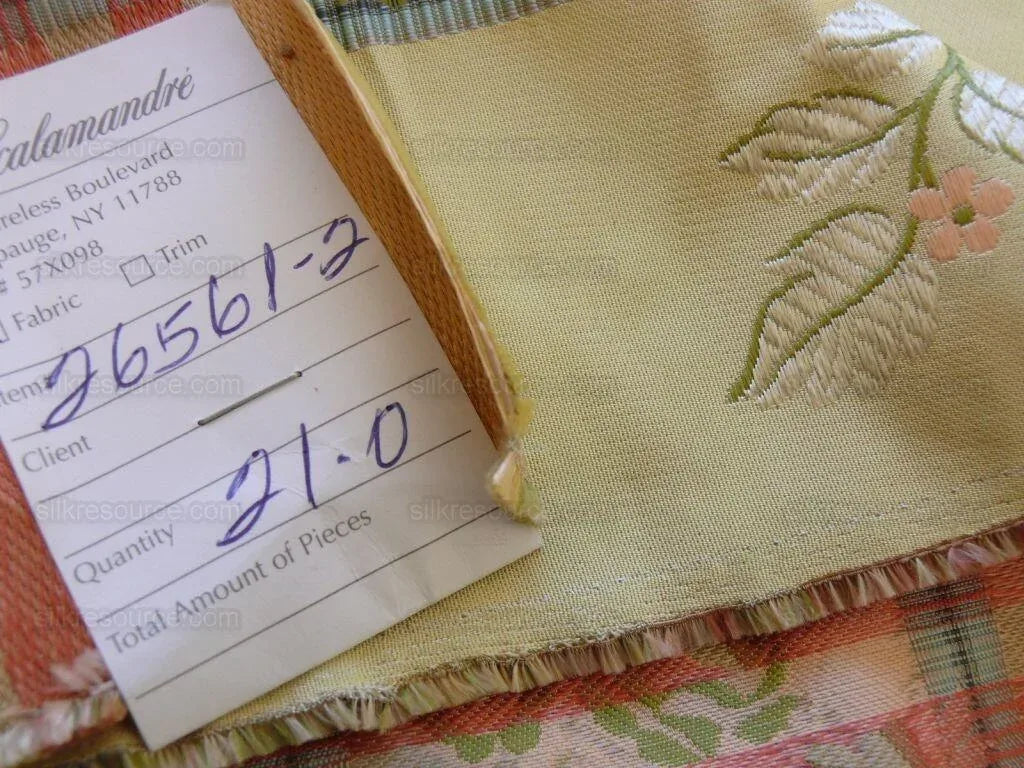 Scalamandré
reless Boulevard
pauge, NY 11788
# 57X098
Fabric Trim
Item# 26561-2
Client
Quantity 21.0
Total Amount of Pieces
silkresource.com